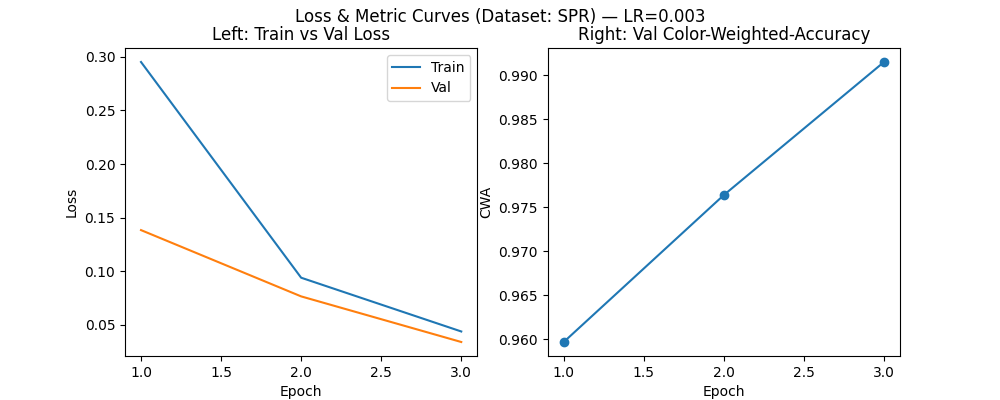 Loss & Metric Curves (Dataset: SPR) — LR=0.003
Left: Train vs Val Loss
Train
Val
0.30
0.25
0.20
0.15
0.10
0.05
Loss
1.0
1.5
2.0
2.5
3.0
Epoch
Right: Val Color-Weighted-Accuracy
0.990
0.985
0.980
0.975
0.970
0.965
0.960
CWA
1.0
1.5
2.0
2.5
3.0
Epoch